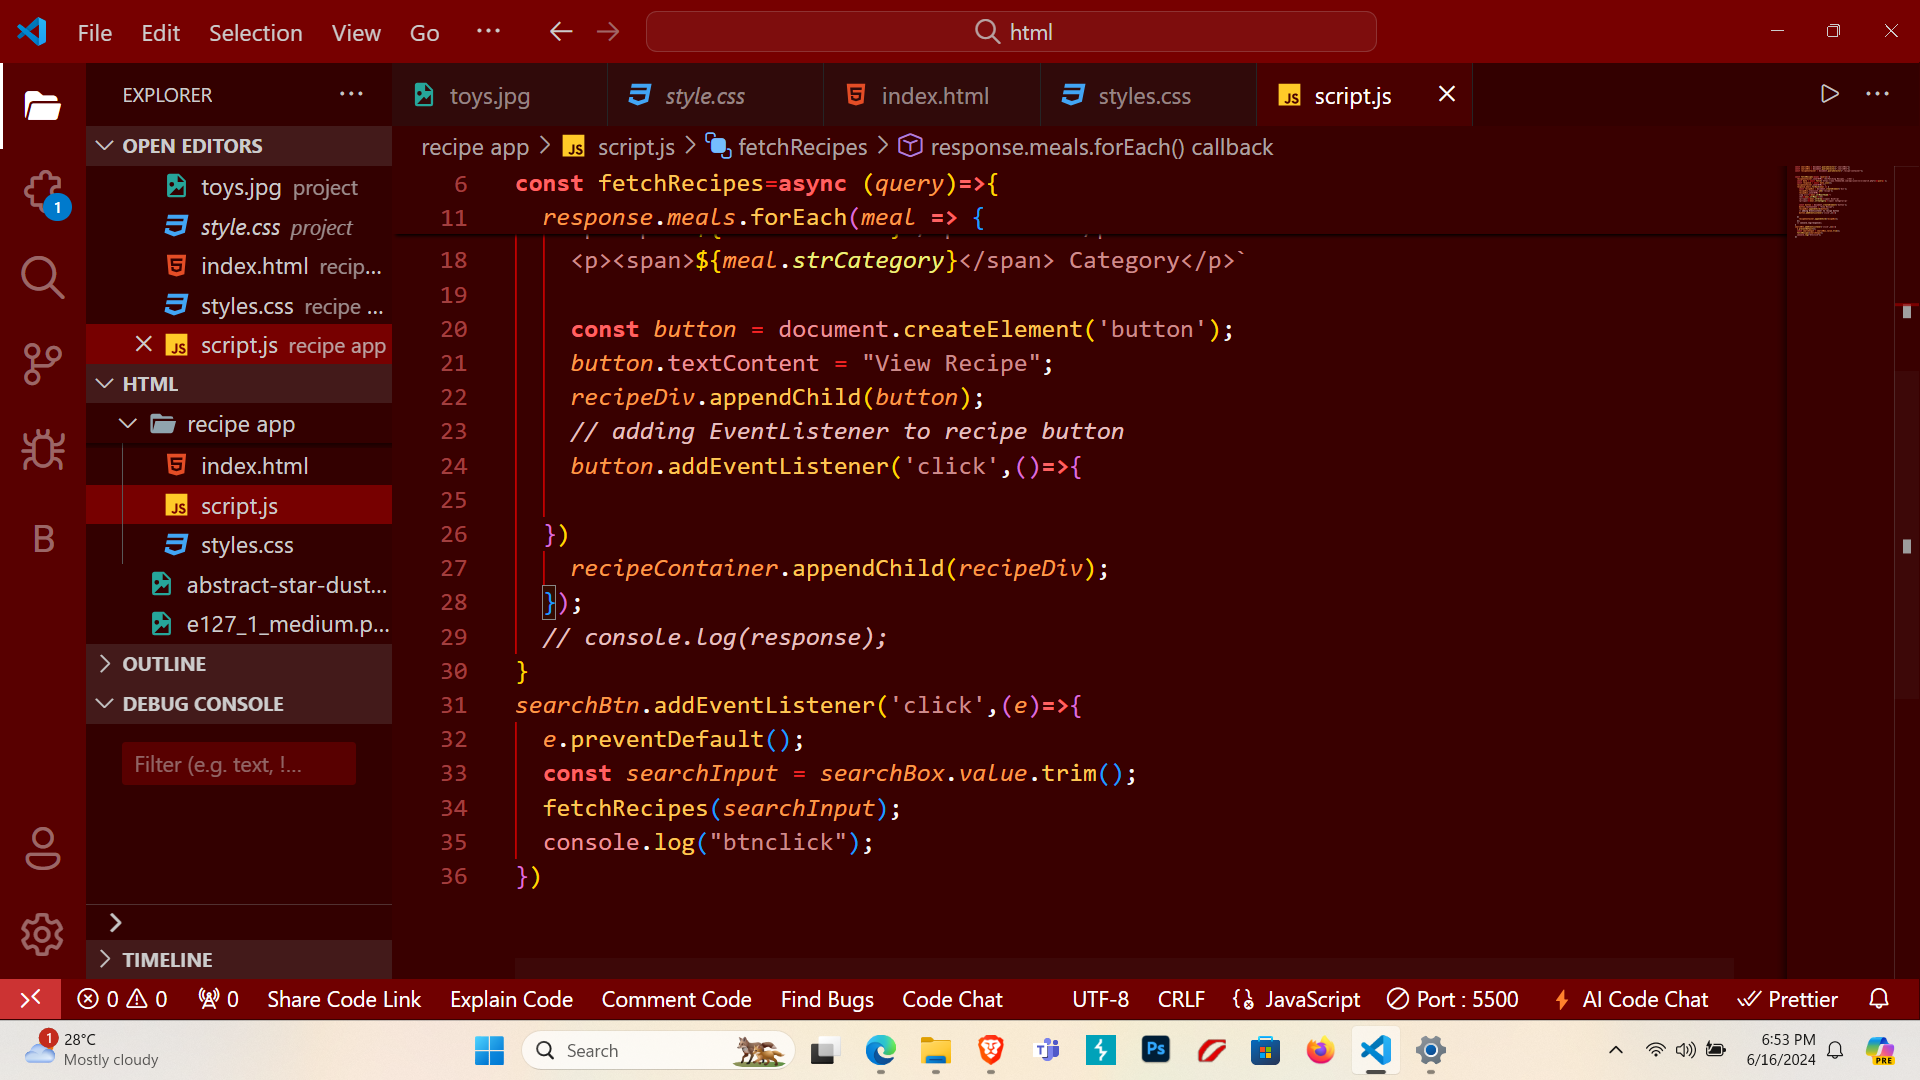 File Edit Selection View Go ··· html
EXPLORER ···
toys.jpg style.css index.html styles.css script.js
OPEN EDITORS
toys.jpg project
style.css project
index.html recip...
styles.css recipe ...
script.js recipe app
HTML
recipe app
index.html
script.js
styles.css
abstract-star-dust...
e127_1_medium.p...
OUTLINE
DEBUG CONSOLE
Filter (e.g. text, !...
TIMELINE
1
B
recipe app > script.js > fetchRecipes > response.meals.forEach() callback
6 const fetchRecipes=async (query)=>{
11 response.meals.forEach(meal => {
18 <p><span>${meal.strCategory}</span> Category</p>`
19
20 const button = document.createElement('button');
21 button.textContent = "View Recipe";
22 recipeDiv.appendChild(button);
23 // adding EventListener to recipe button
24 button.addEventListener('click',()=>{
25
26 })
27 recipeContainer.appendChild(recipeDiv);
28 });
29 // console.log(response);
30 }
31 searchBtn.addEventListener('click',(e)=>{
32 e.preventDefault();
33 const searchInput = searchBox.value.trim();
34 fetchRecipes(searchInput);
35 console.log("btnclick");
36 })
0 0 0 Share Code Link Explain Code Comment Code Find Bugs Code Chat UTF-8 CRLF JavaScript Port : 5500 AI Code Chat Prettier
1 28°C
Mostly cloudy
Search
Ps
6:53 PM
6/16/2024
PRE